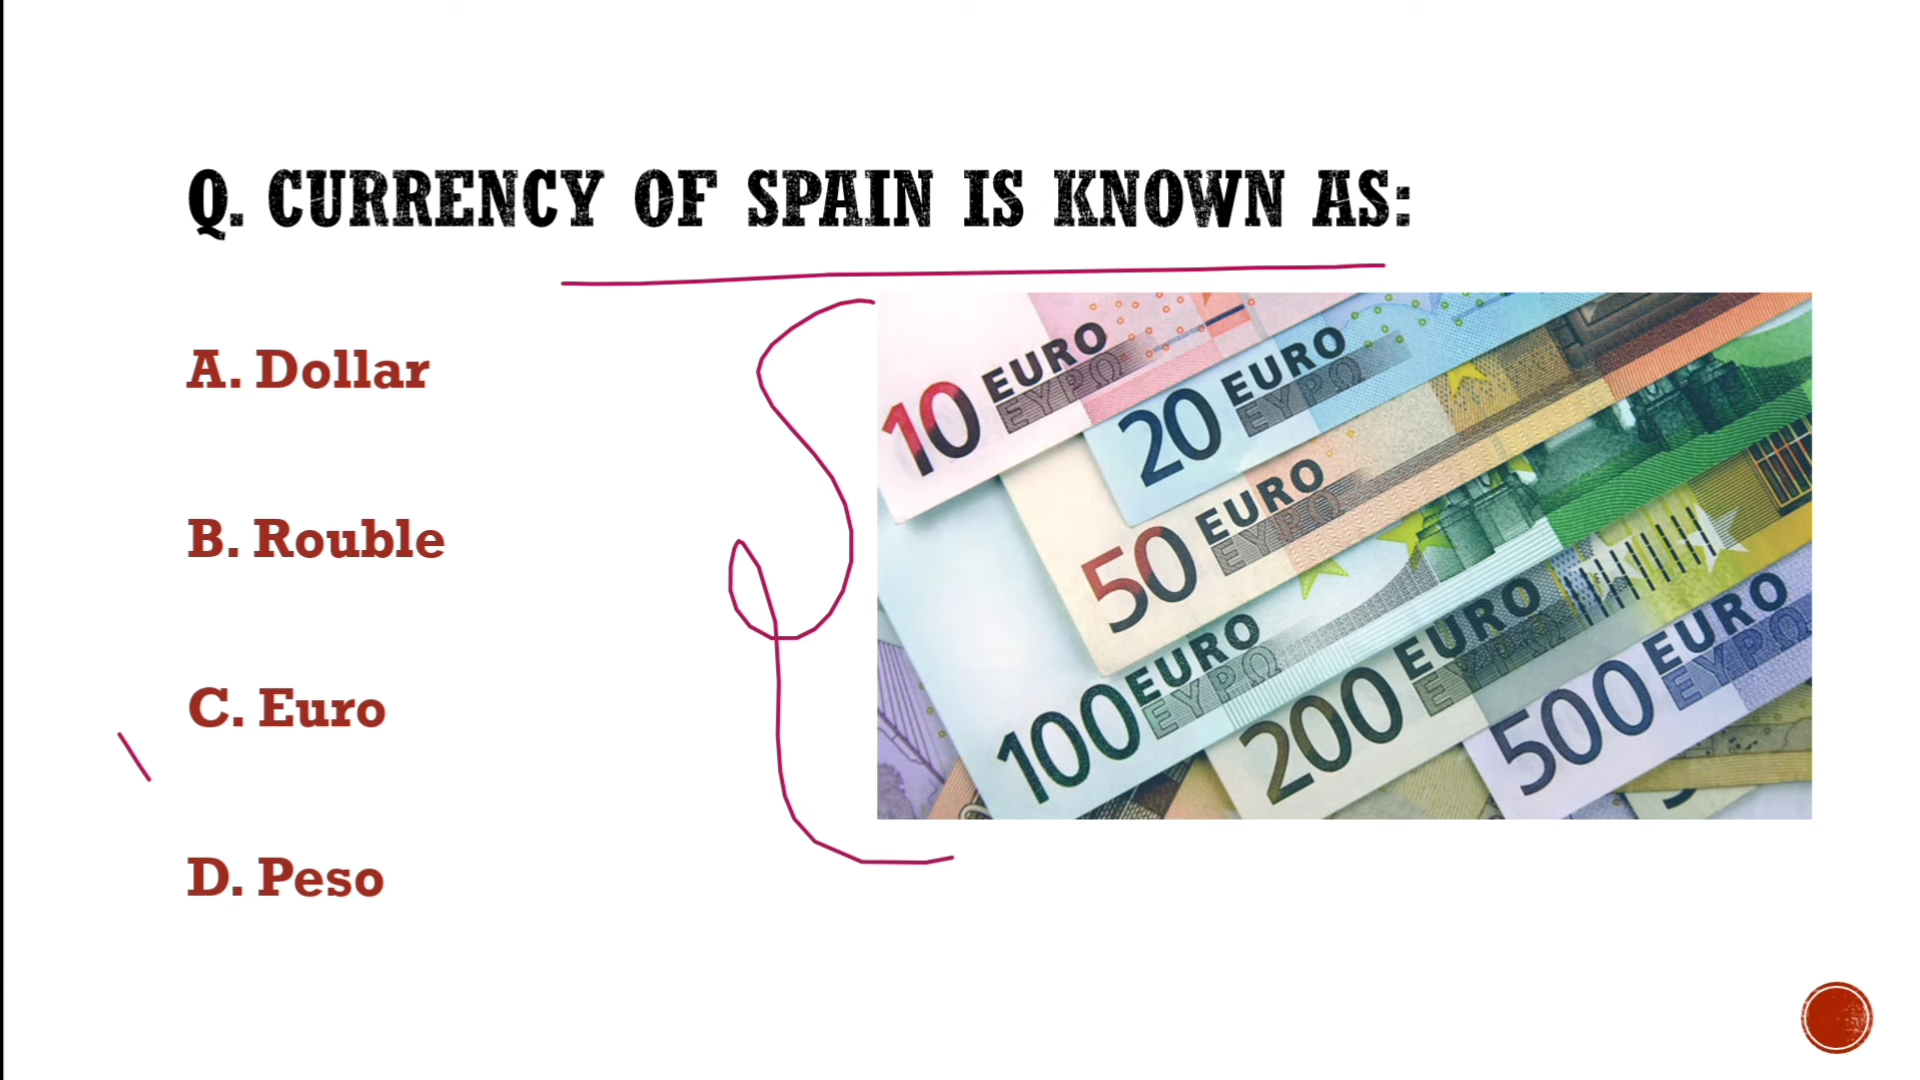 Q. CURRENCY OF SPAIN IS KNOWN AS:
A. Dollar
B. Rouble
C. Euro
D. Peso
10 EURO
ΕΥΡΩ
20 EURO
ΕΥΡΩ
50 EURO
ΕΥΡΩ
100 EURO
ΕΥΡΩ
200 EURO
ΕΥΡΩ
500 EURO
ΕΥΡΩ